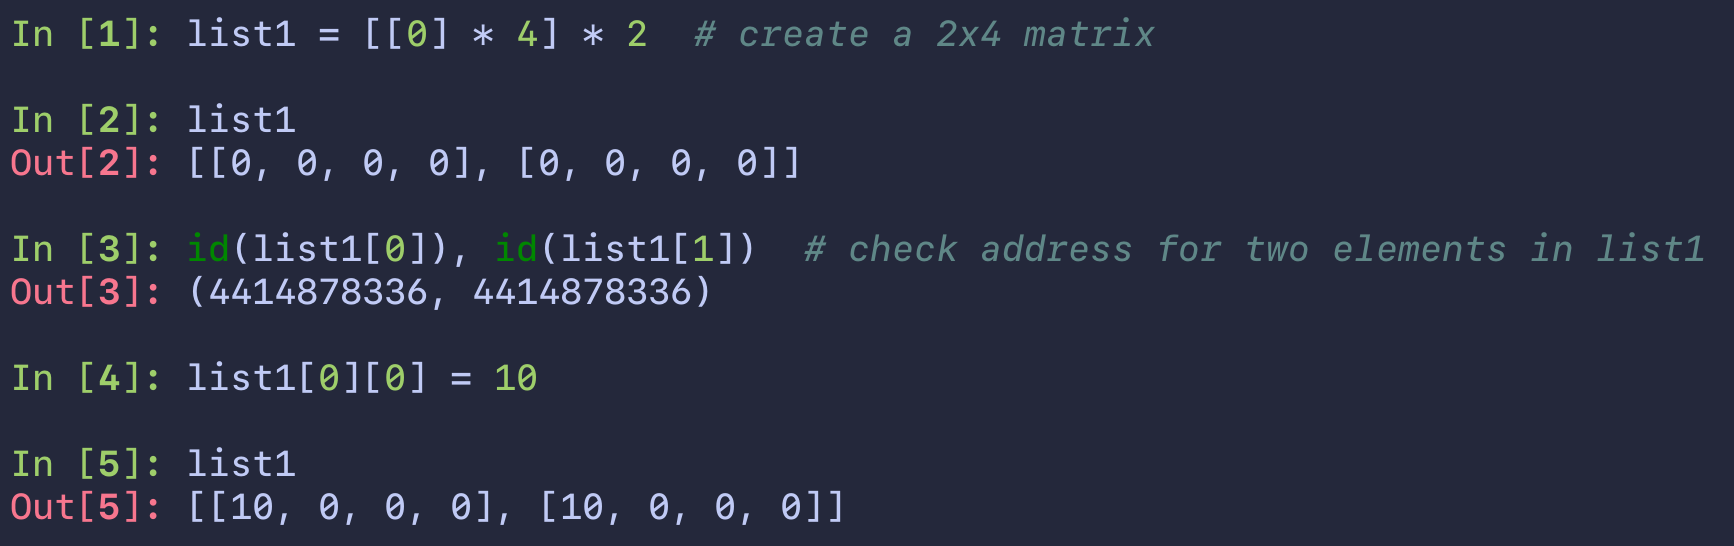 In [1]: list1 = [[0] * 4] * 2  # create a 2x4 matrix
In [2]: list1
Out[2]: [[0, 0, 0, 0], [0, 0, 0, 0]]
In [3]: id(list1[0]), id(list1[1])  # check address for two elements in list1
Out[3]: (4414878336, 4414878336)
In [4]: list1[0][0] = 10
In [5]: list1
Out[5]: [[10, 0, 0, 0], [10, 0, 0, 0]]